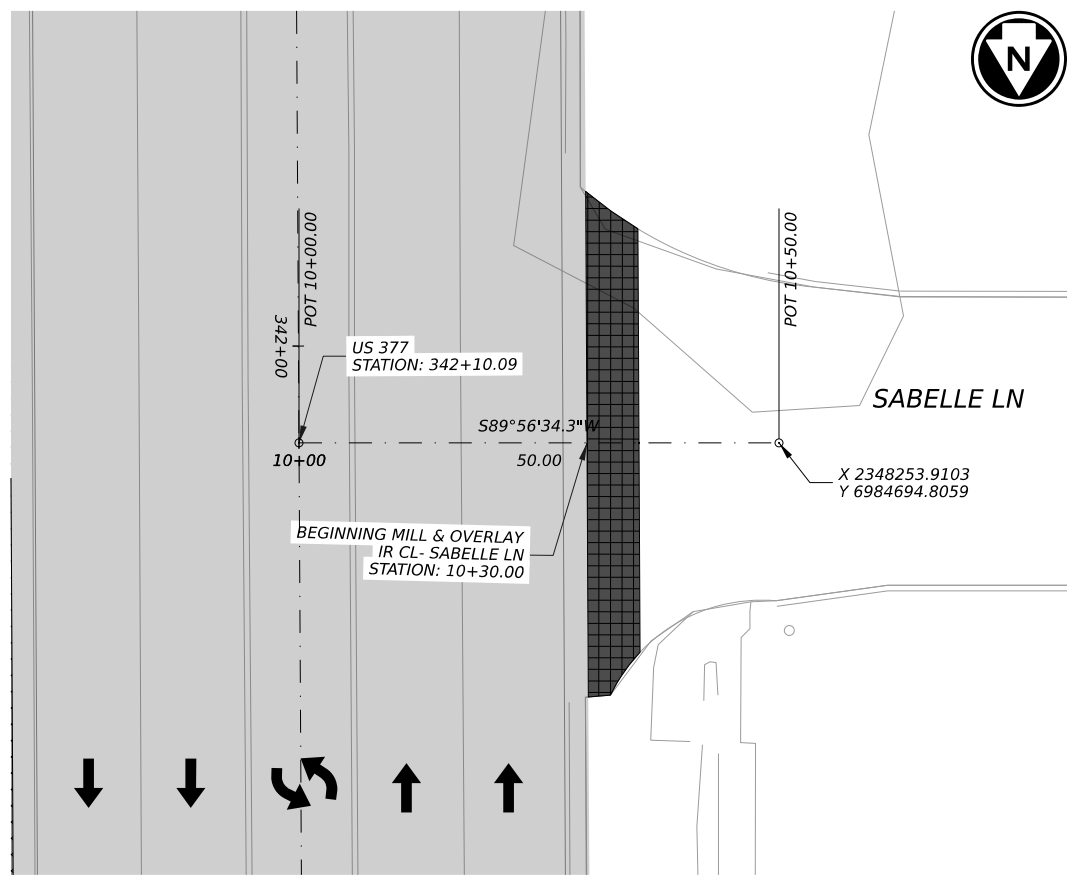 N
POT 10+00.00
POT 10+50.00
342+00
US 377
STATION: 342+10.09
SABELLE LN
S89°56'34.3"W
10+00
50.00
X 2348253.9103
Y 6984694.8059
BEGINNING MILL & OVERLAY
IR CL- SABELLE LN
STATION: 10+30.00